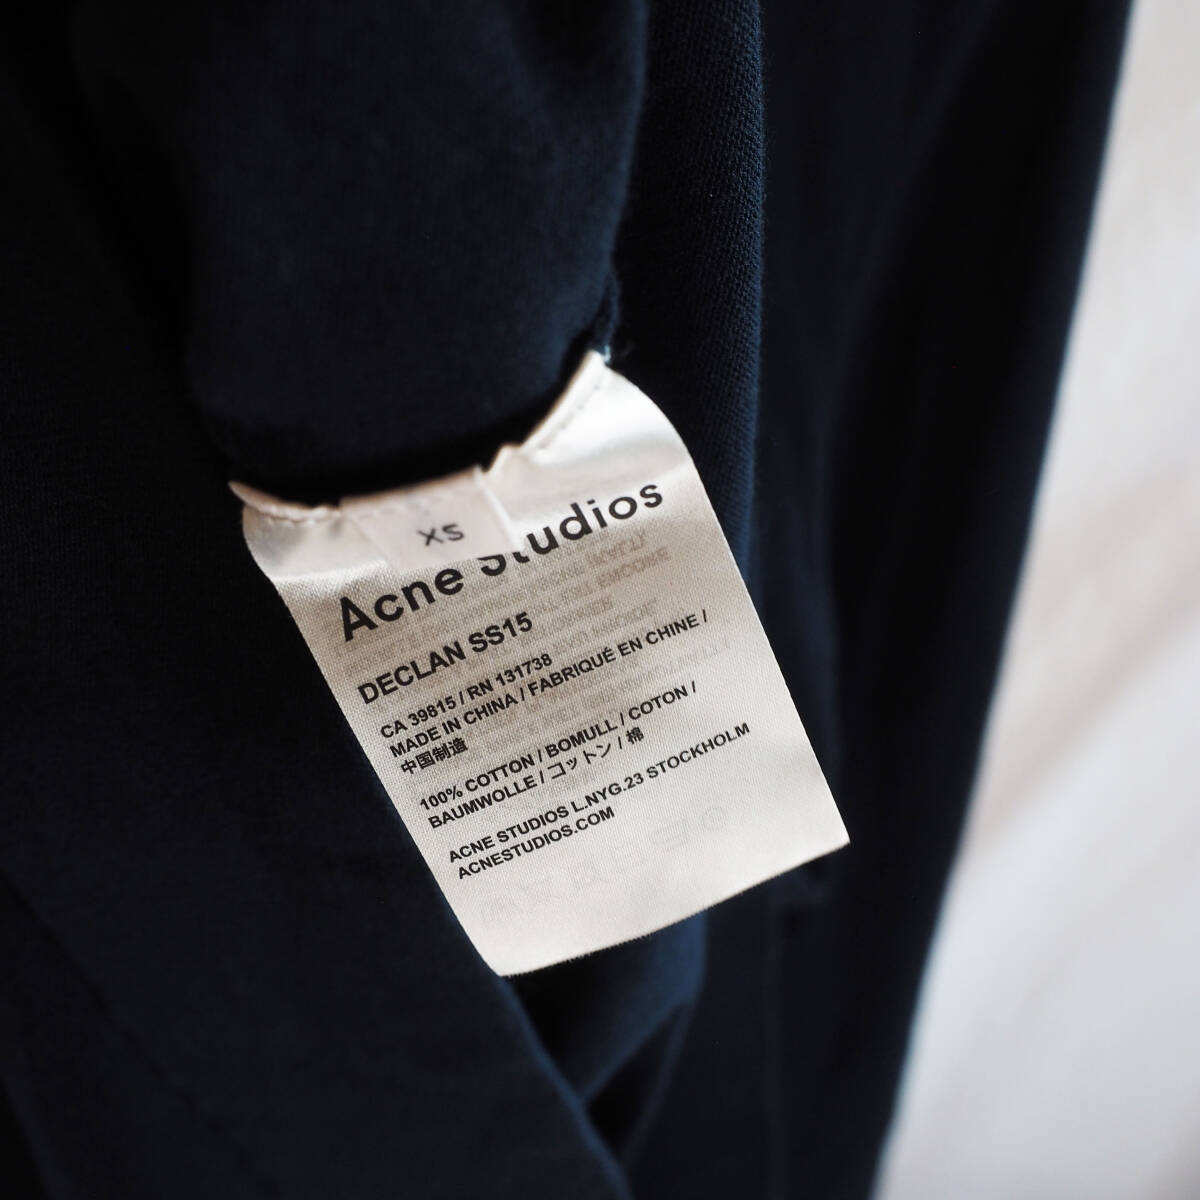 XS
Acne Studios
DECLAN SS15
CA 39815 / RN 131738
MADE IN CHINA / FABRIQUÉ EN CHINE /
中国制造
100% COTTON / BOMULL / COTON /
BAUMWOLLE / コットン / 棉
ACNE STUDIOS L.NYG.23 STOCKHOLM
ACNESTUDIOS.COM